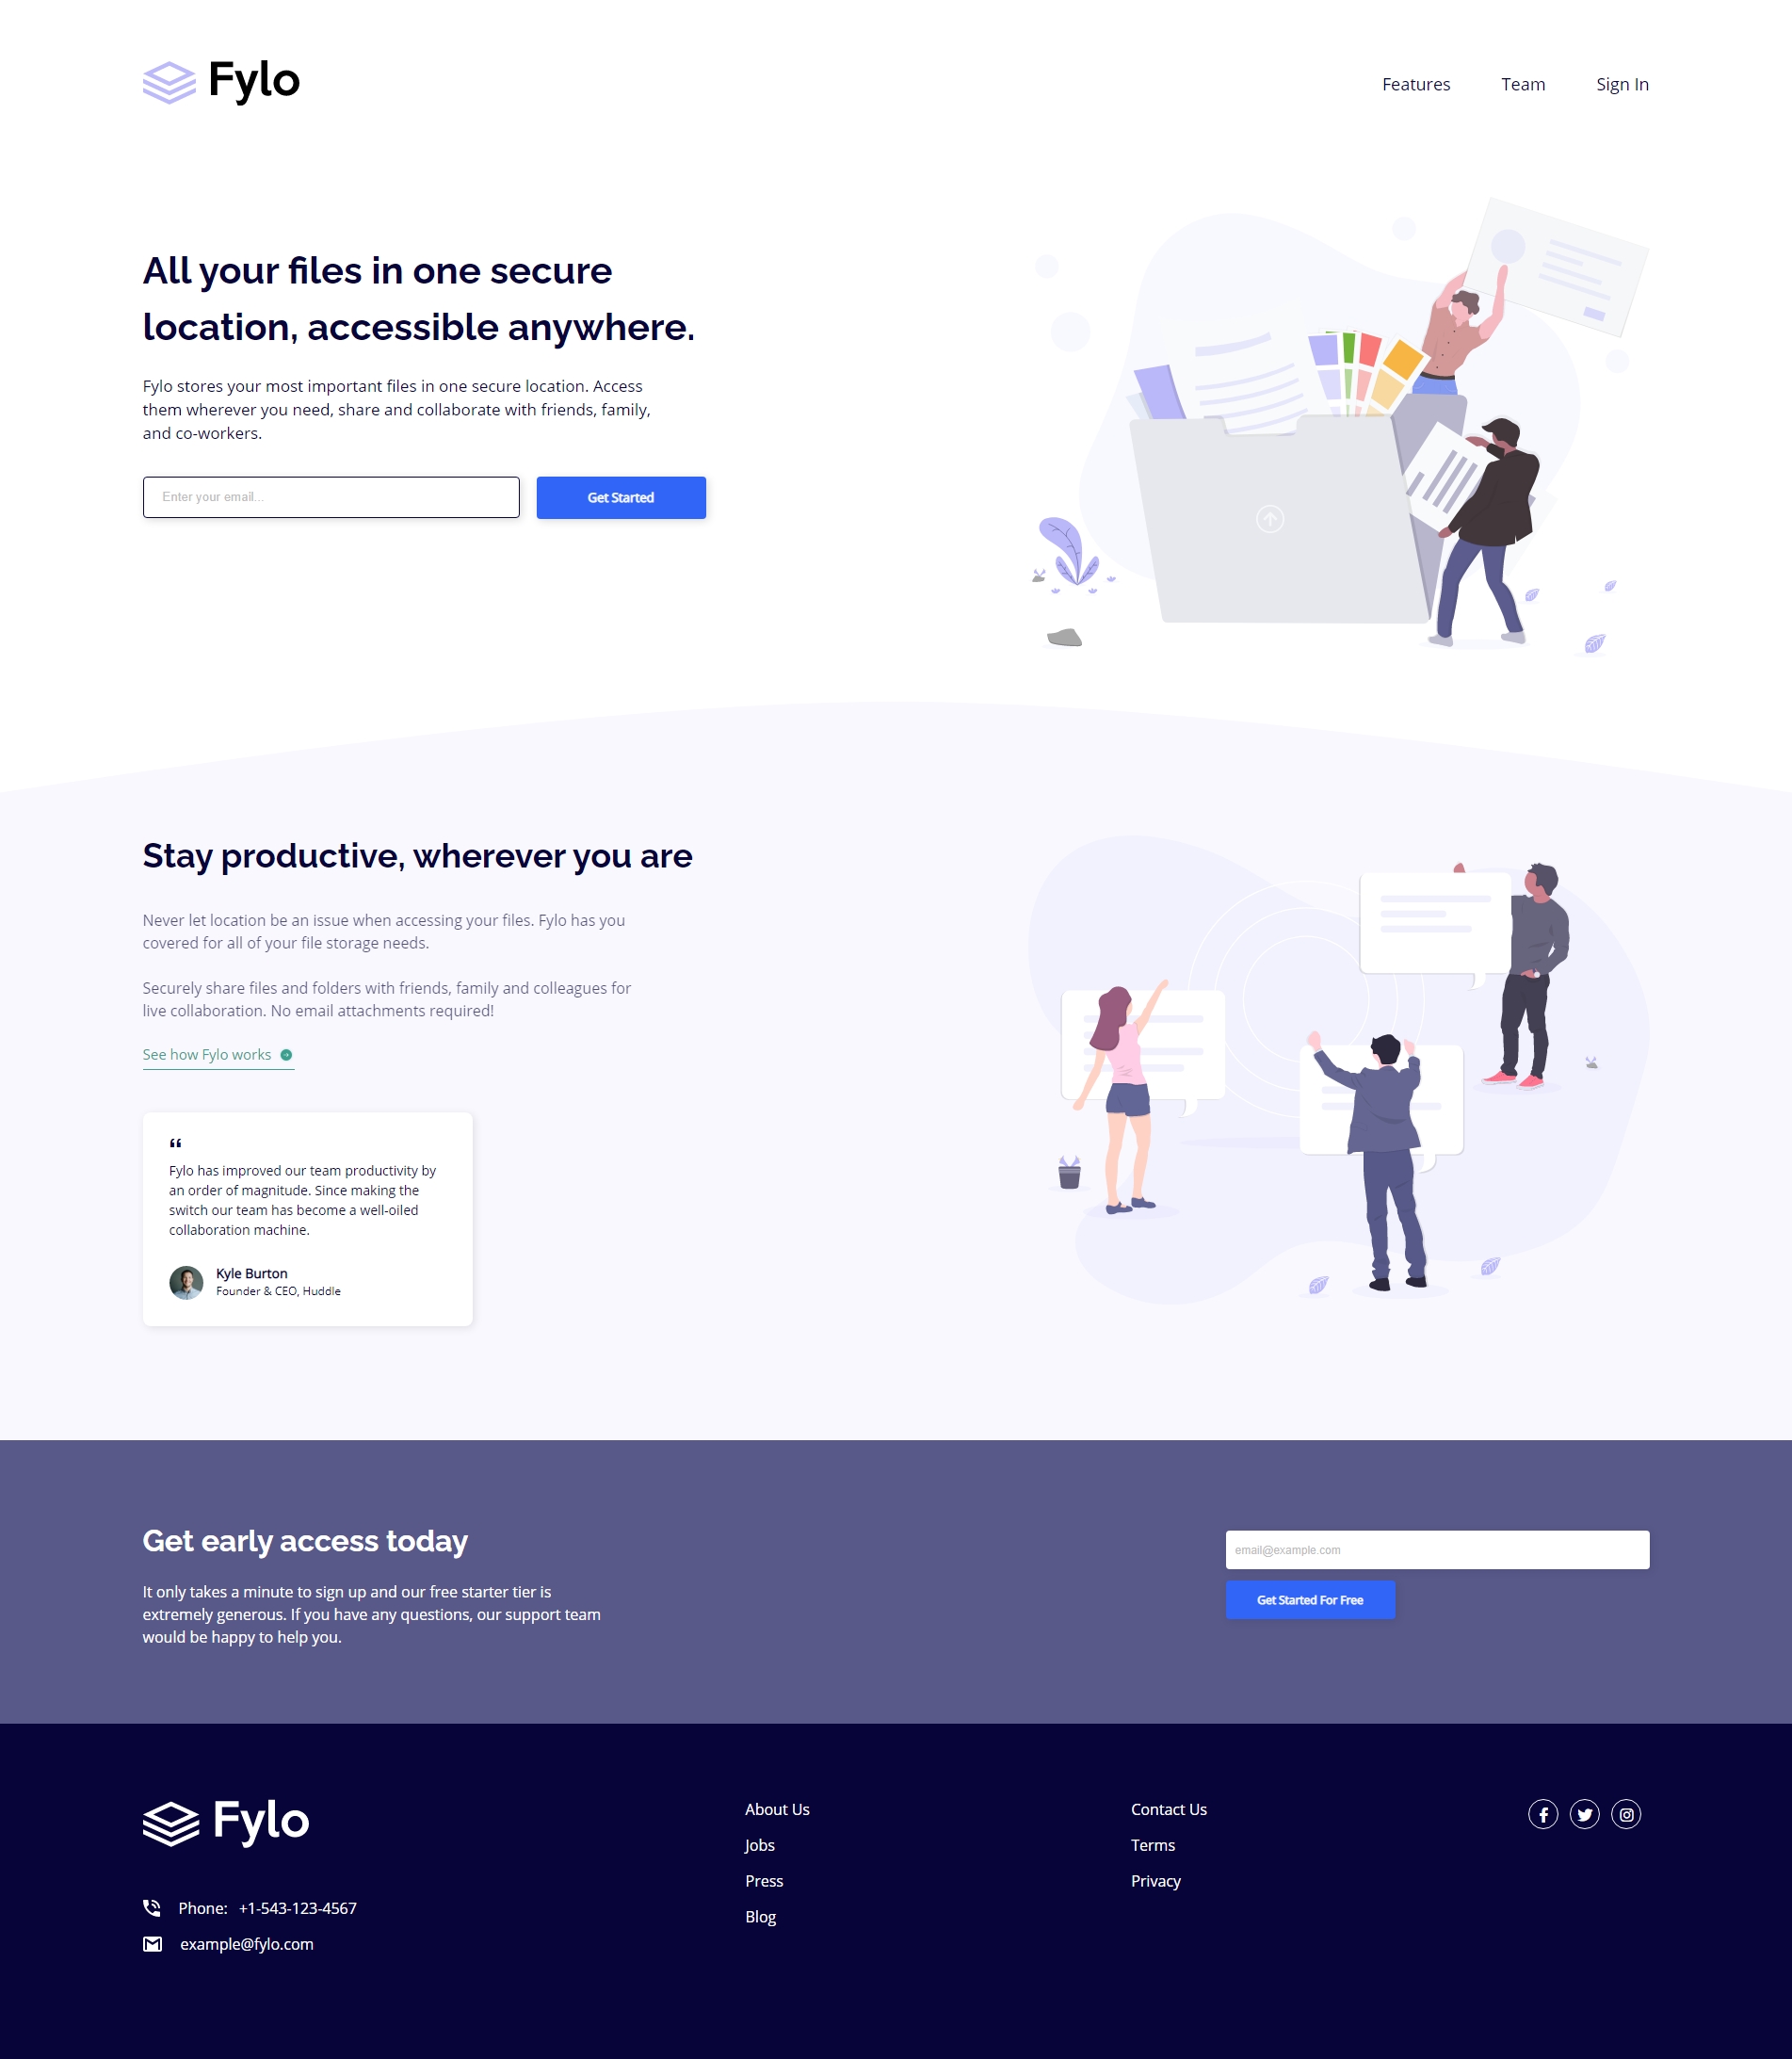 Fylo
Features
Team
Sign In
All your files in one secure
location, accessible anywhere.
Fylo stores your most important files in one secure location. Access
them wherever you need, share and collaborate with friends, family,
and co-workers.
Enter your email...
Get Started
Stay productive, wherever you are
Never let location be an issue when accessing your files. Fylo has you
covered for all of your file storage needs.
Securely share files and folders with friends, family and colleagues for
live collaboration. No email attachments required!
See how Fylo works
“
Fylo has improved our team productivity by
an order of magnitude. Since making the
switch our team has become a well-oiled
collaboration machine.
Kyle Burton
Founder & CEO, Huddle
Get early access today
It only takes a minute to sign up and our free starter tier is
extremely generous. If you have any questions, our support team
would be happy to help you.
email@example.com
Get Started For Free
Fylo
Phone: +1-543-123-4567
example@fylo.com
About Us
Jobs
Press
Blog
Contact Us
Terms
Privacy